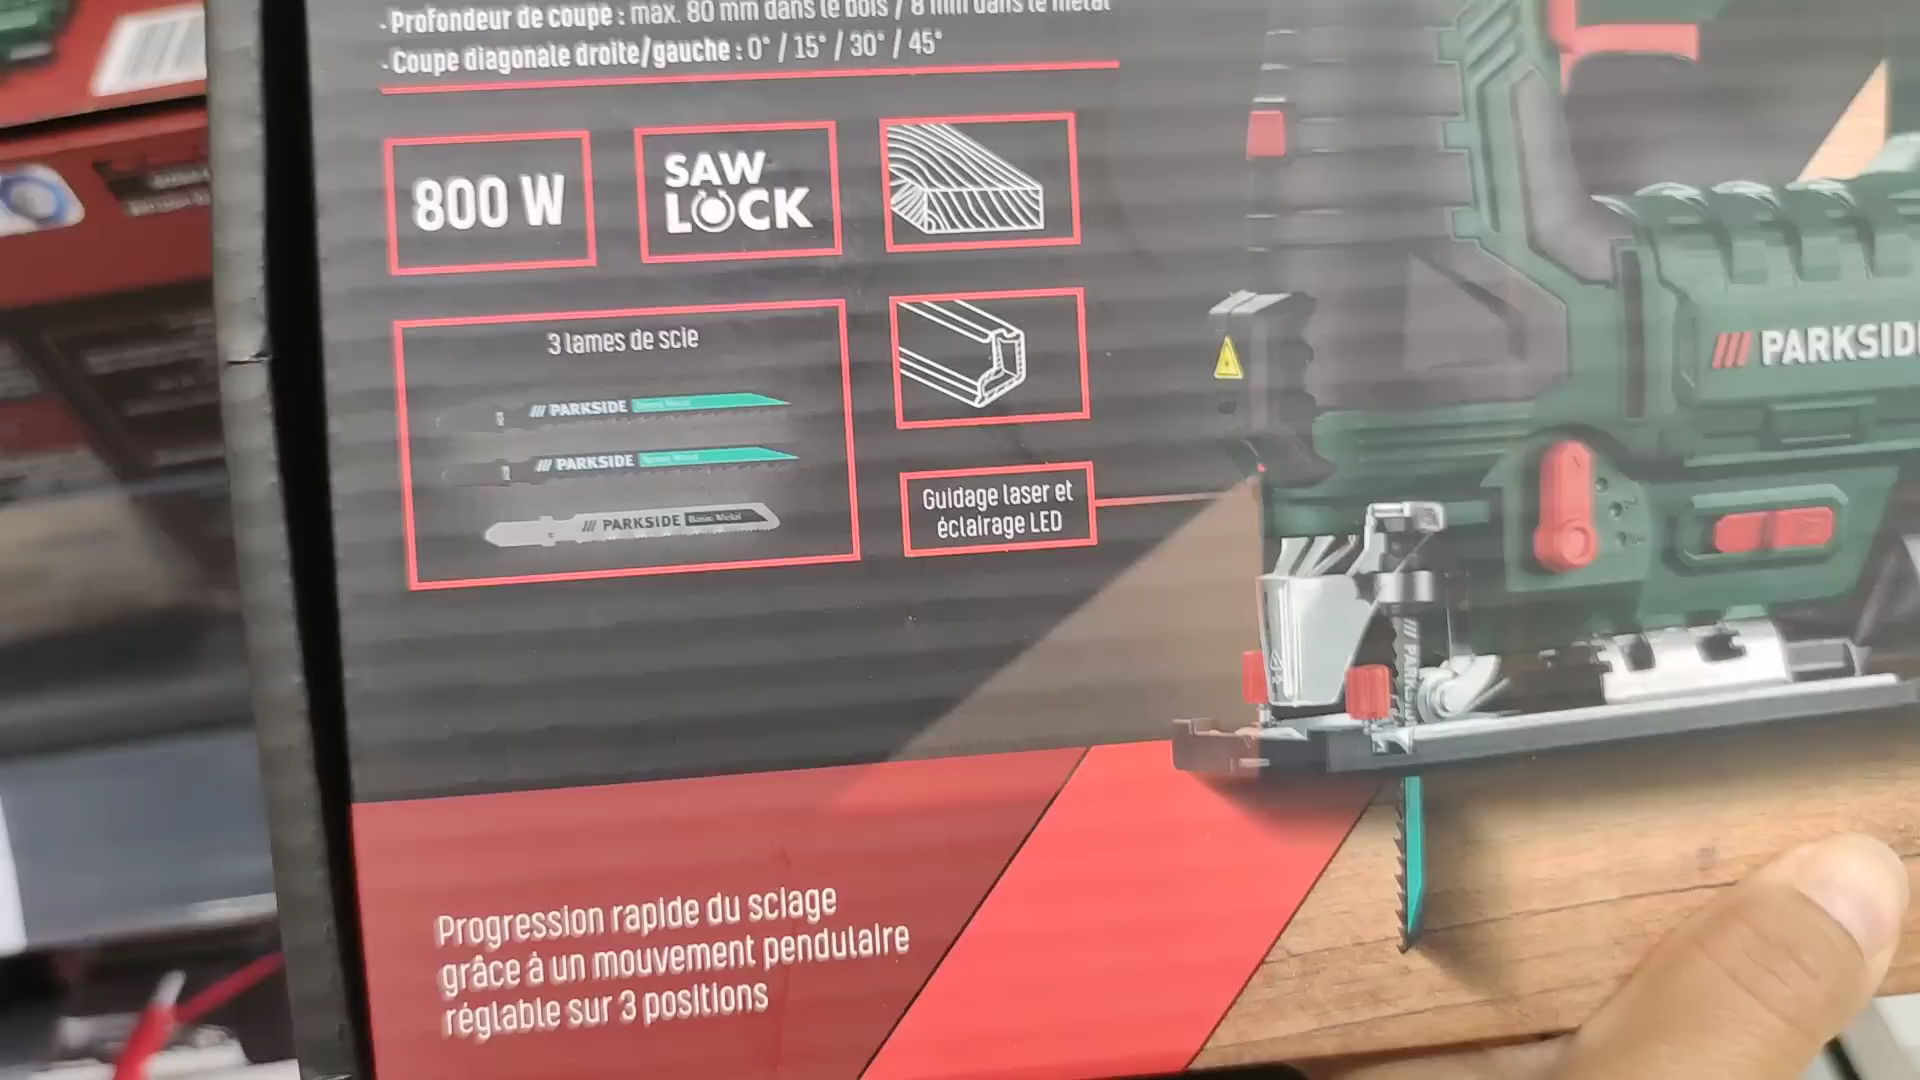 · Profondeur de coupe : max. 80 mm dans le bois / 8 mm dans le métal
· Coupe diagonale droite/gauche : 0° / 15° / 30° / 45°
800 W
SAW
LOCK
3 lames de scie
/// PARKSIDE
/// PARKSIDE
/// PARKSIDE Basic Metal
Guidage laser et
éclairage LED
/// PARKSID
Progression rapide du sciage
grâce à un mouvement pendulaire
réglable sur 3 positions